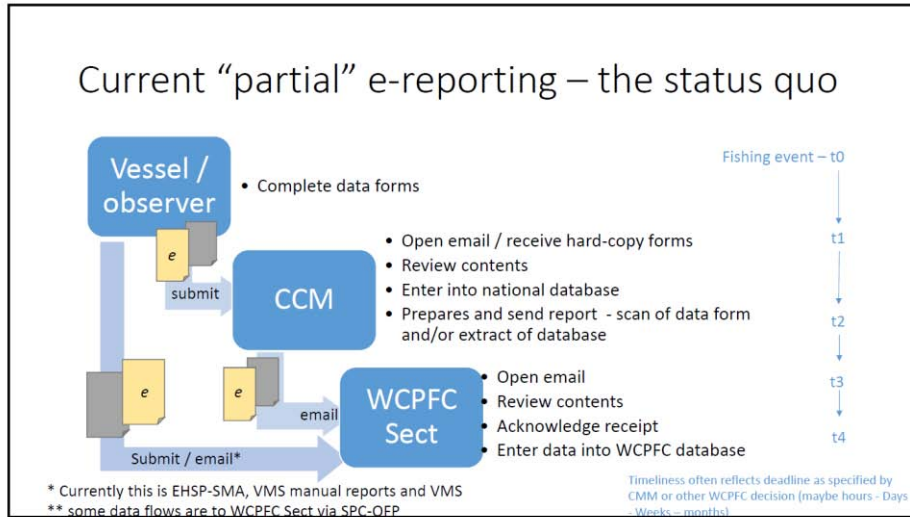 Current “partial” e-reporting – the status quo
Vessel /
observer
• Complete data forms
Fishing event – t0
e
submit
CCM
• Open email / receive hard-copy forms
• Review contents
• Enter into national database
• Prepares and send report - scan of data form
and/or extract of database
t1
t2
e
e
email
WCPFC
Sect
• Open email
• Review contents
• Acknowledge receipt
• Enter data into WCPFC database
t3
t4
Submit / email*
* Currently this is EHSP-SMA, VMS manual reports and VMS
** some data flows are to WCPFC Sect via SPC-OFP
Timeliness often reflects deadline as specified by
CMM or other WCPFC decision (maybe hours - Days
- Weeks – months)